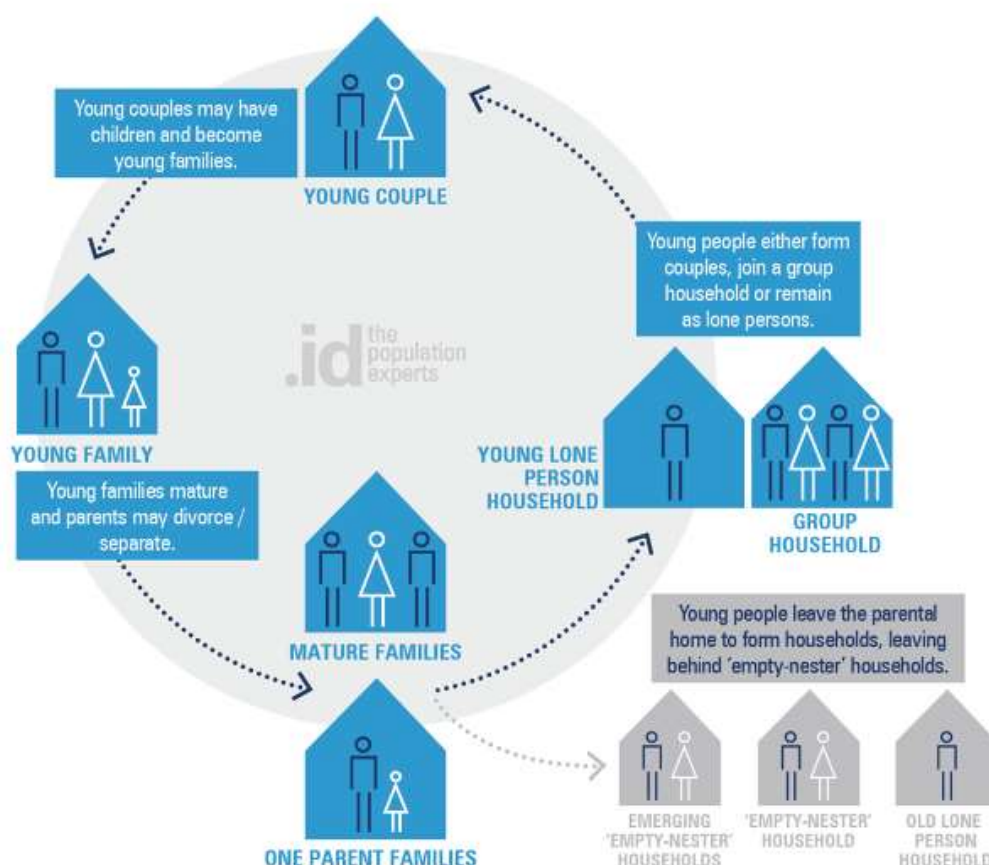 Young couples may have
children and become
young families.
YOUNG COUPLE
Young people either form
couples, join a group
household or remain
as lone persons.
.id the
population
experts
YOUNG FAMILY
YOUNG LONE
PERSON
HOUSEHOLD
GROUP
HOUSEHOLD
Young families mature
and parents may divorce /
separate.
MATURE FAMILIES
Young people leave the parental
home to form households, leaving
behind ‘empty-nester’ households.
ONE PARENT FAMILIES
EMERGING
‘EMPTY-NESTER’
HOUSEHOLDS
‘EMPTY-NESTER’
HOUSEHOLD
OLD LONE
PERSON
HOUSEHOLD